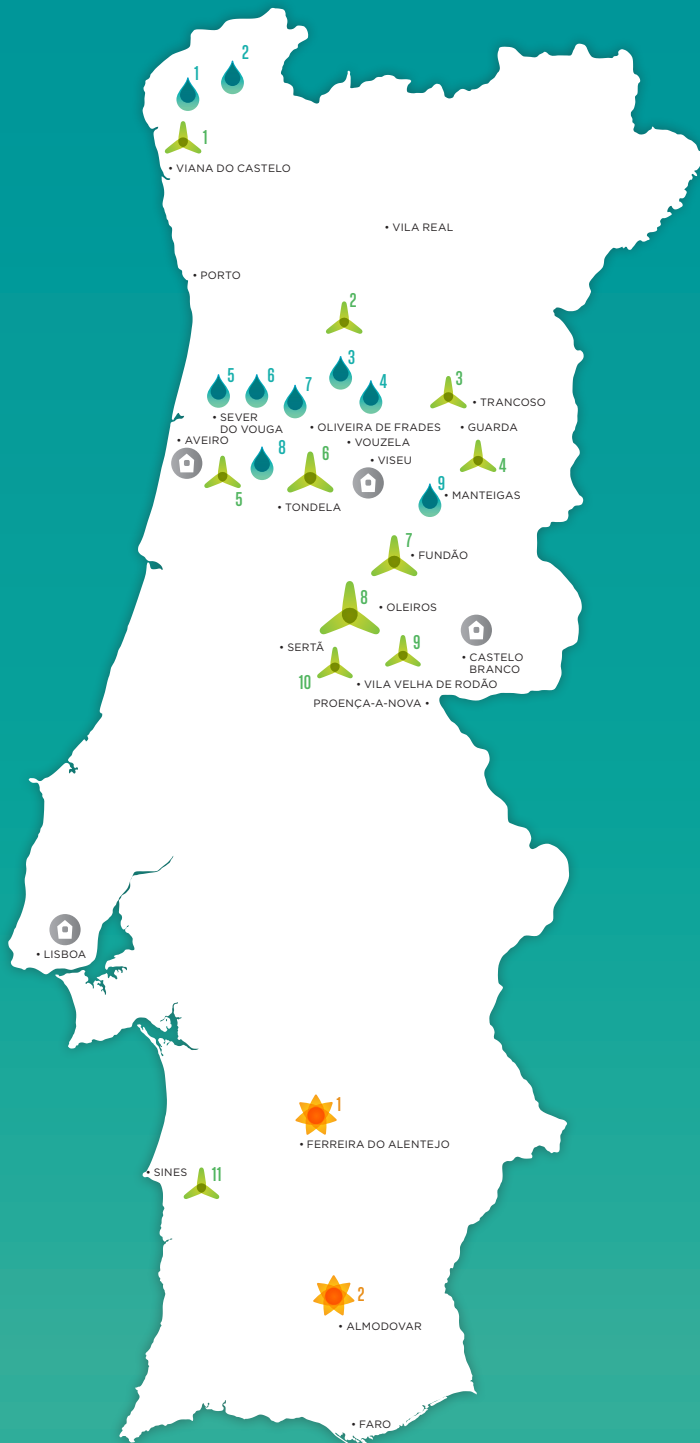 2
1
1
• VIANA DO CASTELO
• VILA REAL
• PORTO
2
3
5
6
7
4
3
• TRANCOSO
• SEVER
DO VOUGA
• OLIVEIRA DE FRADES
• GUARDA
• AVEIRO
• VOUZELA
8
6
• VISEU
4
5
9
• MANTEIGAS
• TONDELA
7
• FUNDÃO
8
• OLEIROS
• SERTÃ
9
• CASTELO
BRANCO
10
• VILA VELHA DE RODÃO
PROENÇA-A-NOVA •
• LISBOA
1
• FERREIRA DO ALENTEJO
• SINES
11
2
• ALMODOVAR
• FARO